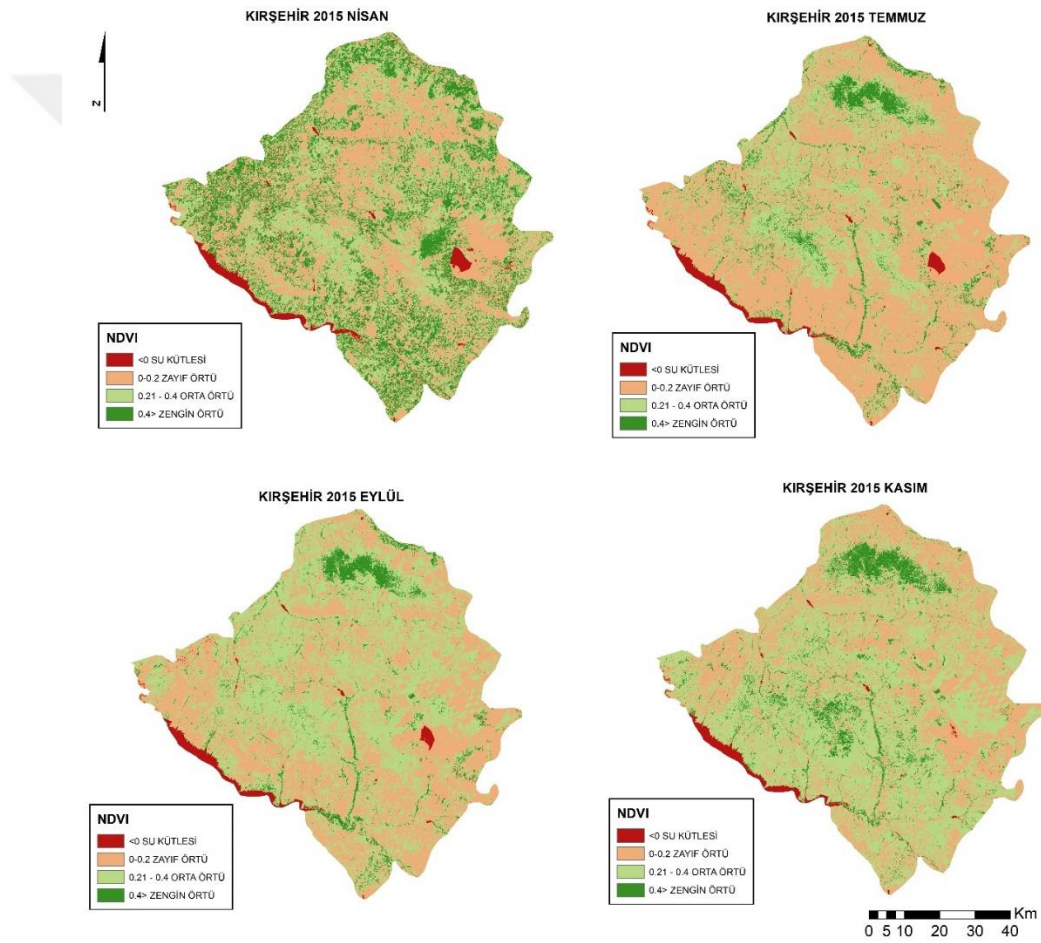 KIRŞEHİR 2015 NİSAN
KIRŞEHİR 2015 TEMMUZ
N
NDVI
<0 SU KÜTLESİ
0-0.2 ZAYIF ÖRTÜ
0.21 - 0.4 ORTA ÖRTÜ
0.4> ZENGİN ÖRTÜ
NDVI
<0 SU KÜTLESİ
0-0.2 ZAYIF ÖRTÜ
0.21 - 0.4 ORTA ÖRTÜ
0.4> ZENGİN ÖRTÜ
KIRŞEHİR 2015 EYLÜL
KIRŞEHİR 2015 KASIM
NDVI
<0 SU KÜTLESİ
0-0.2 ZAYIF ÖRTÜ
0.21 - 0.4 ORTA ÖRTÜ
0.4> ZENGİN ÖRTÜ
NDVI
<0 SU KÜTLESİ
0-0.2 ZAYIF ÖRTÜ
0.21 - 0.4 ORTA ÖRTÜ
0.4> ZENGİN ÖRTÜ
Km
0 5 10 20 30 40